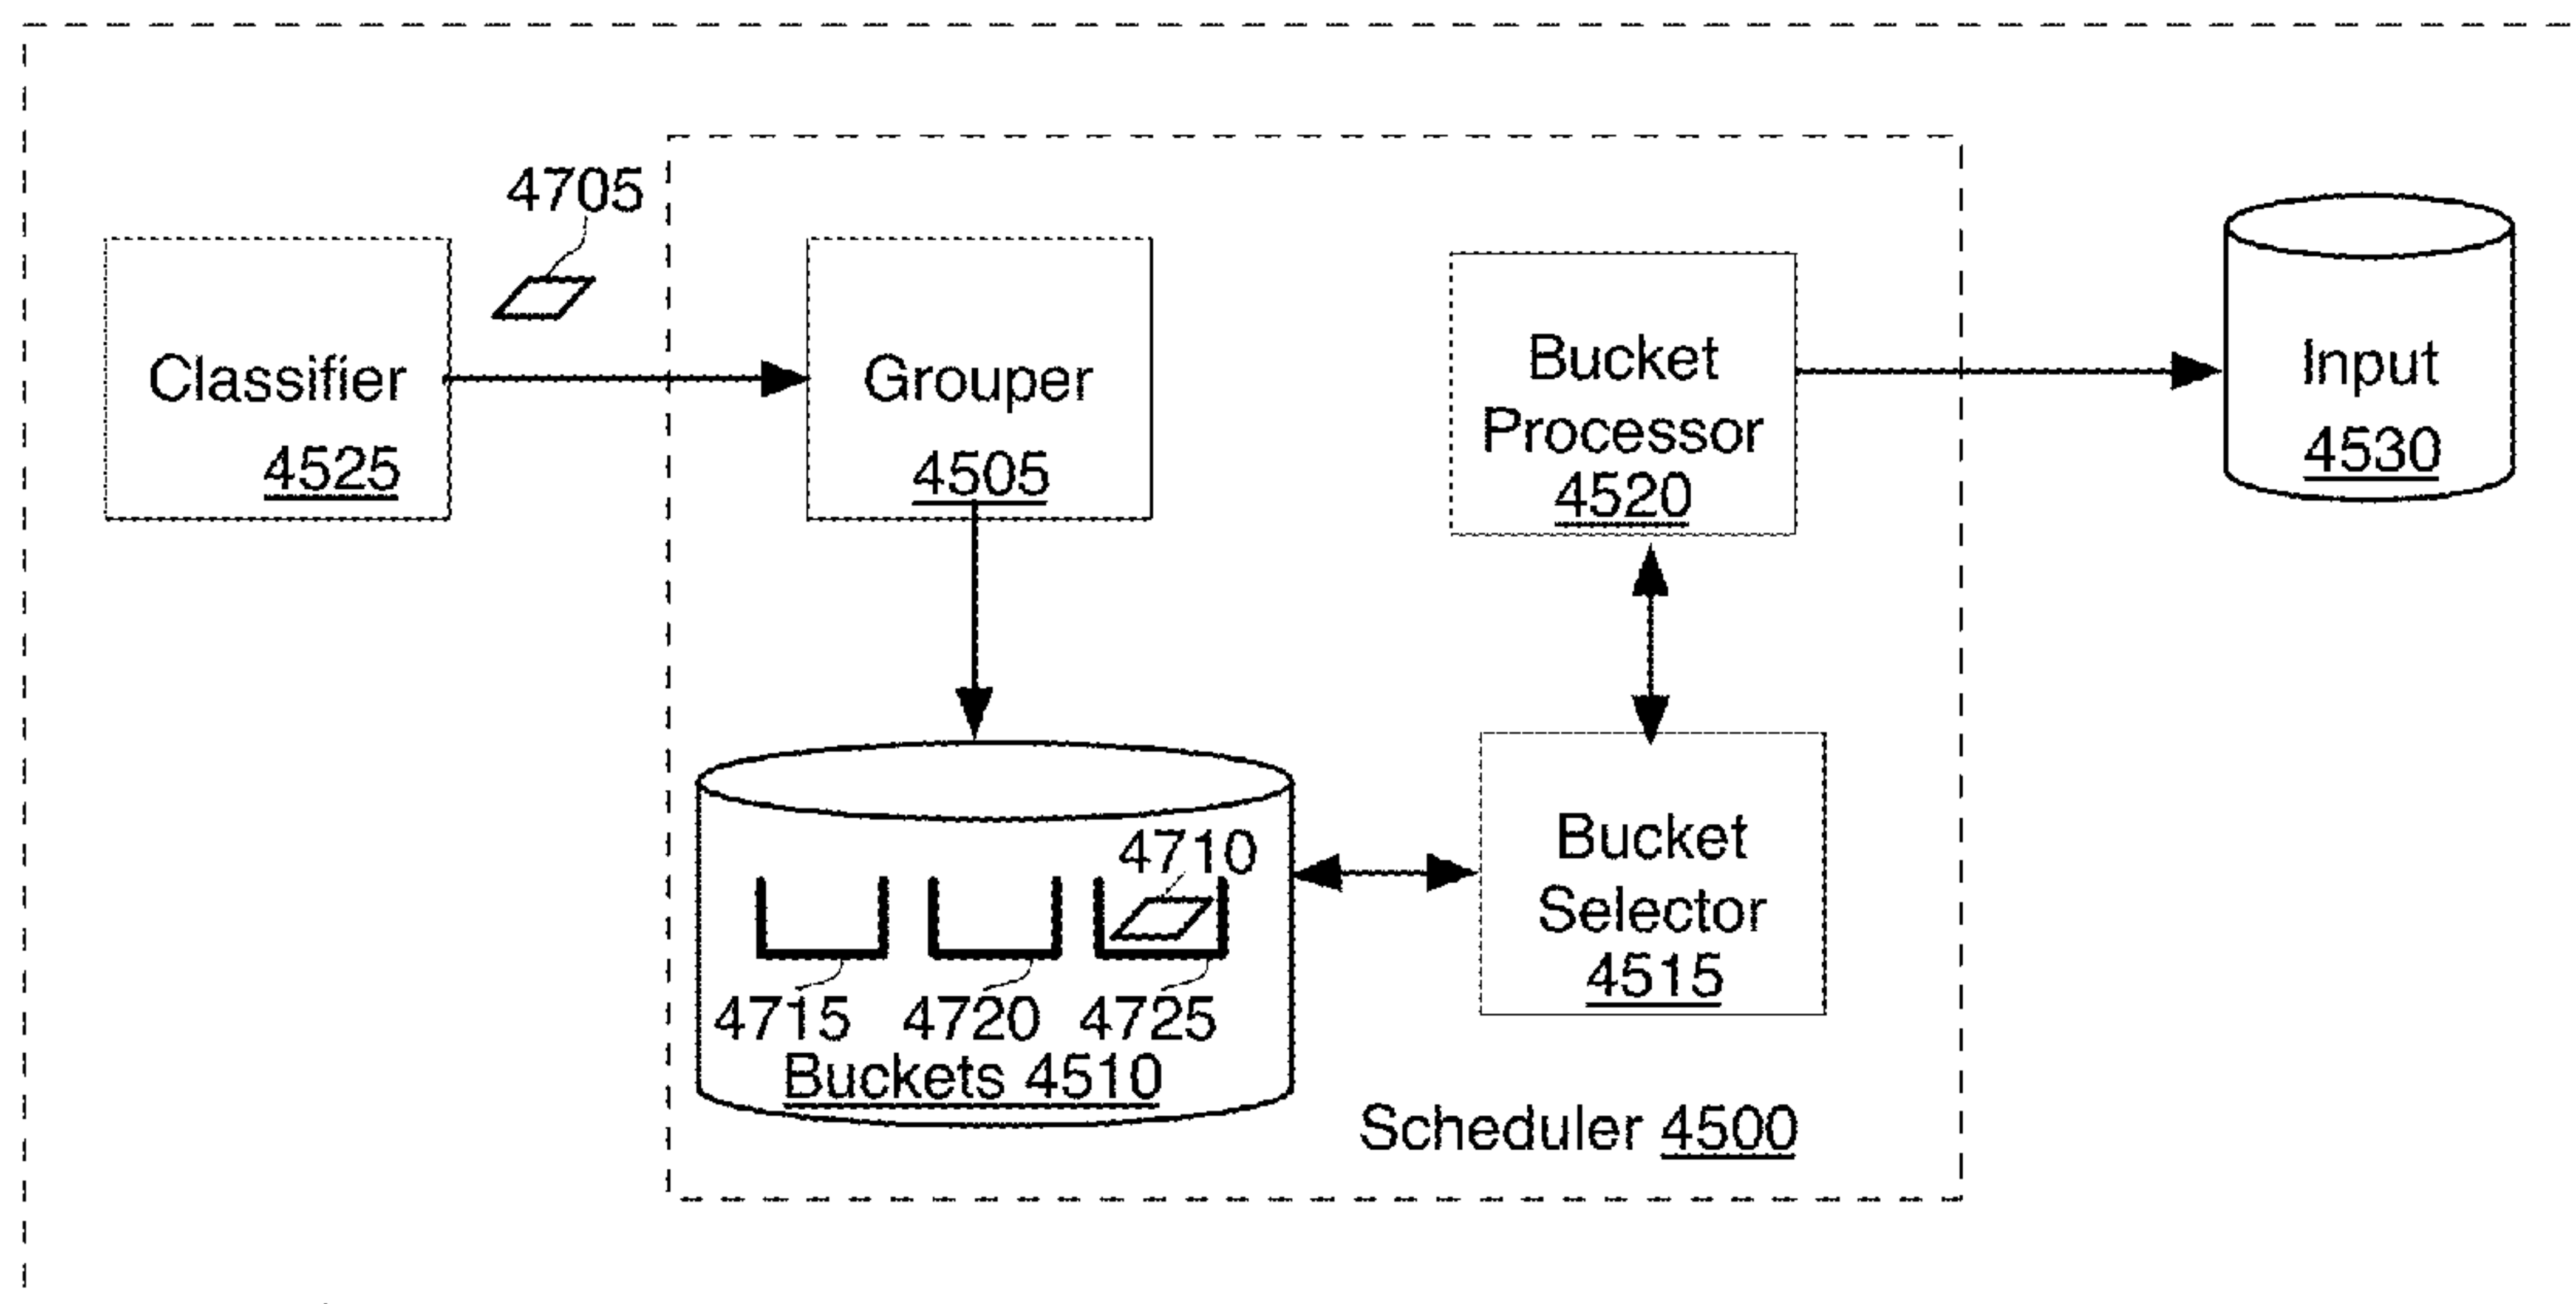 4705
Classifier
4525
Grouper
4505
Bucket
Processor
4520
Input
4530
4710
4715 4720 4725
Buckets 4510
Bucket
Selector
4515
Scheduler 4500